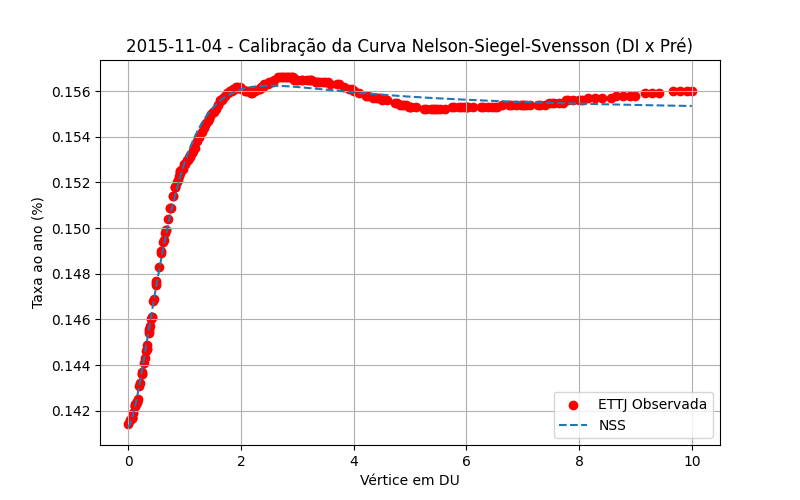 2015-11-04 - Calibração da Curva Nelson-Siegel-Svensson (DI x Pré)
Taxa ao ano (%)
0.156
0.154
0.152
0.150
0.148
0.146
0.144
0.142
ETTJ Observada
NSS
0 2 4 6 8 10
Vértice em DU